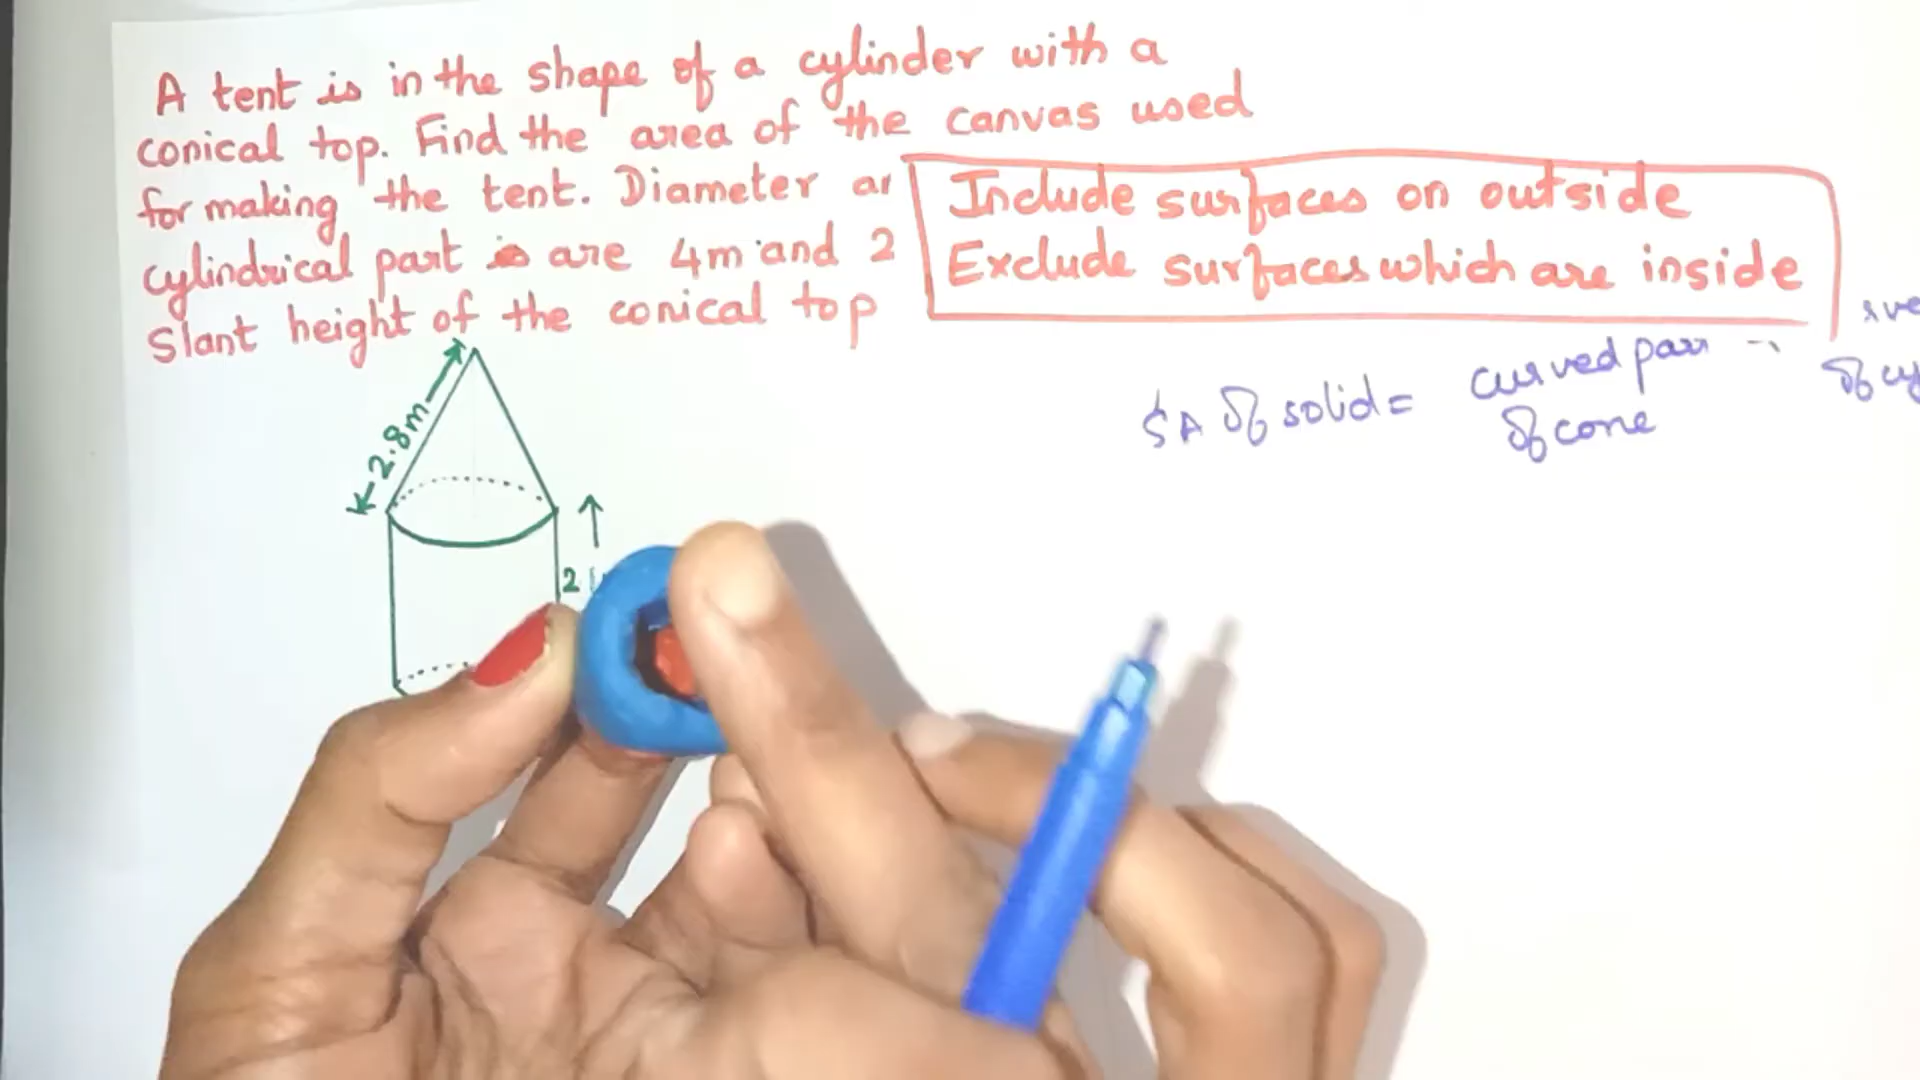 A tent is in the shape of a cylinder with a
conical top. Find the area of the canvas used
for making the tent. Diameter
cylindrical part is are 4m and 2
Slant height of the conical top
Include surfaces on outside
Exclude surfaces which are inside
SA of solid = curved part
of cone
of cy
2.8m
2